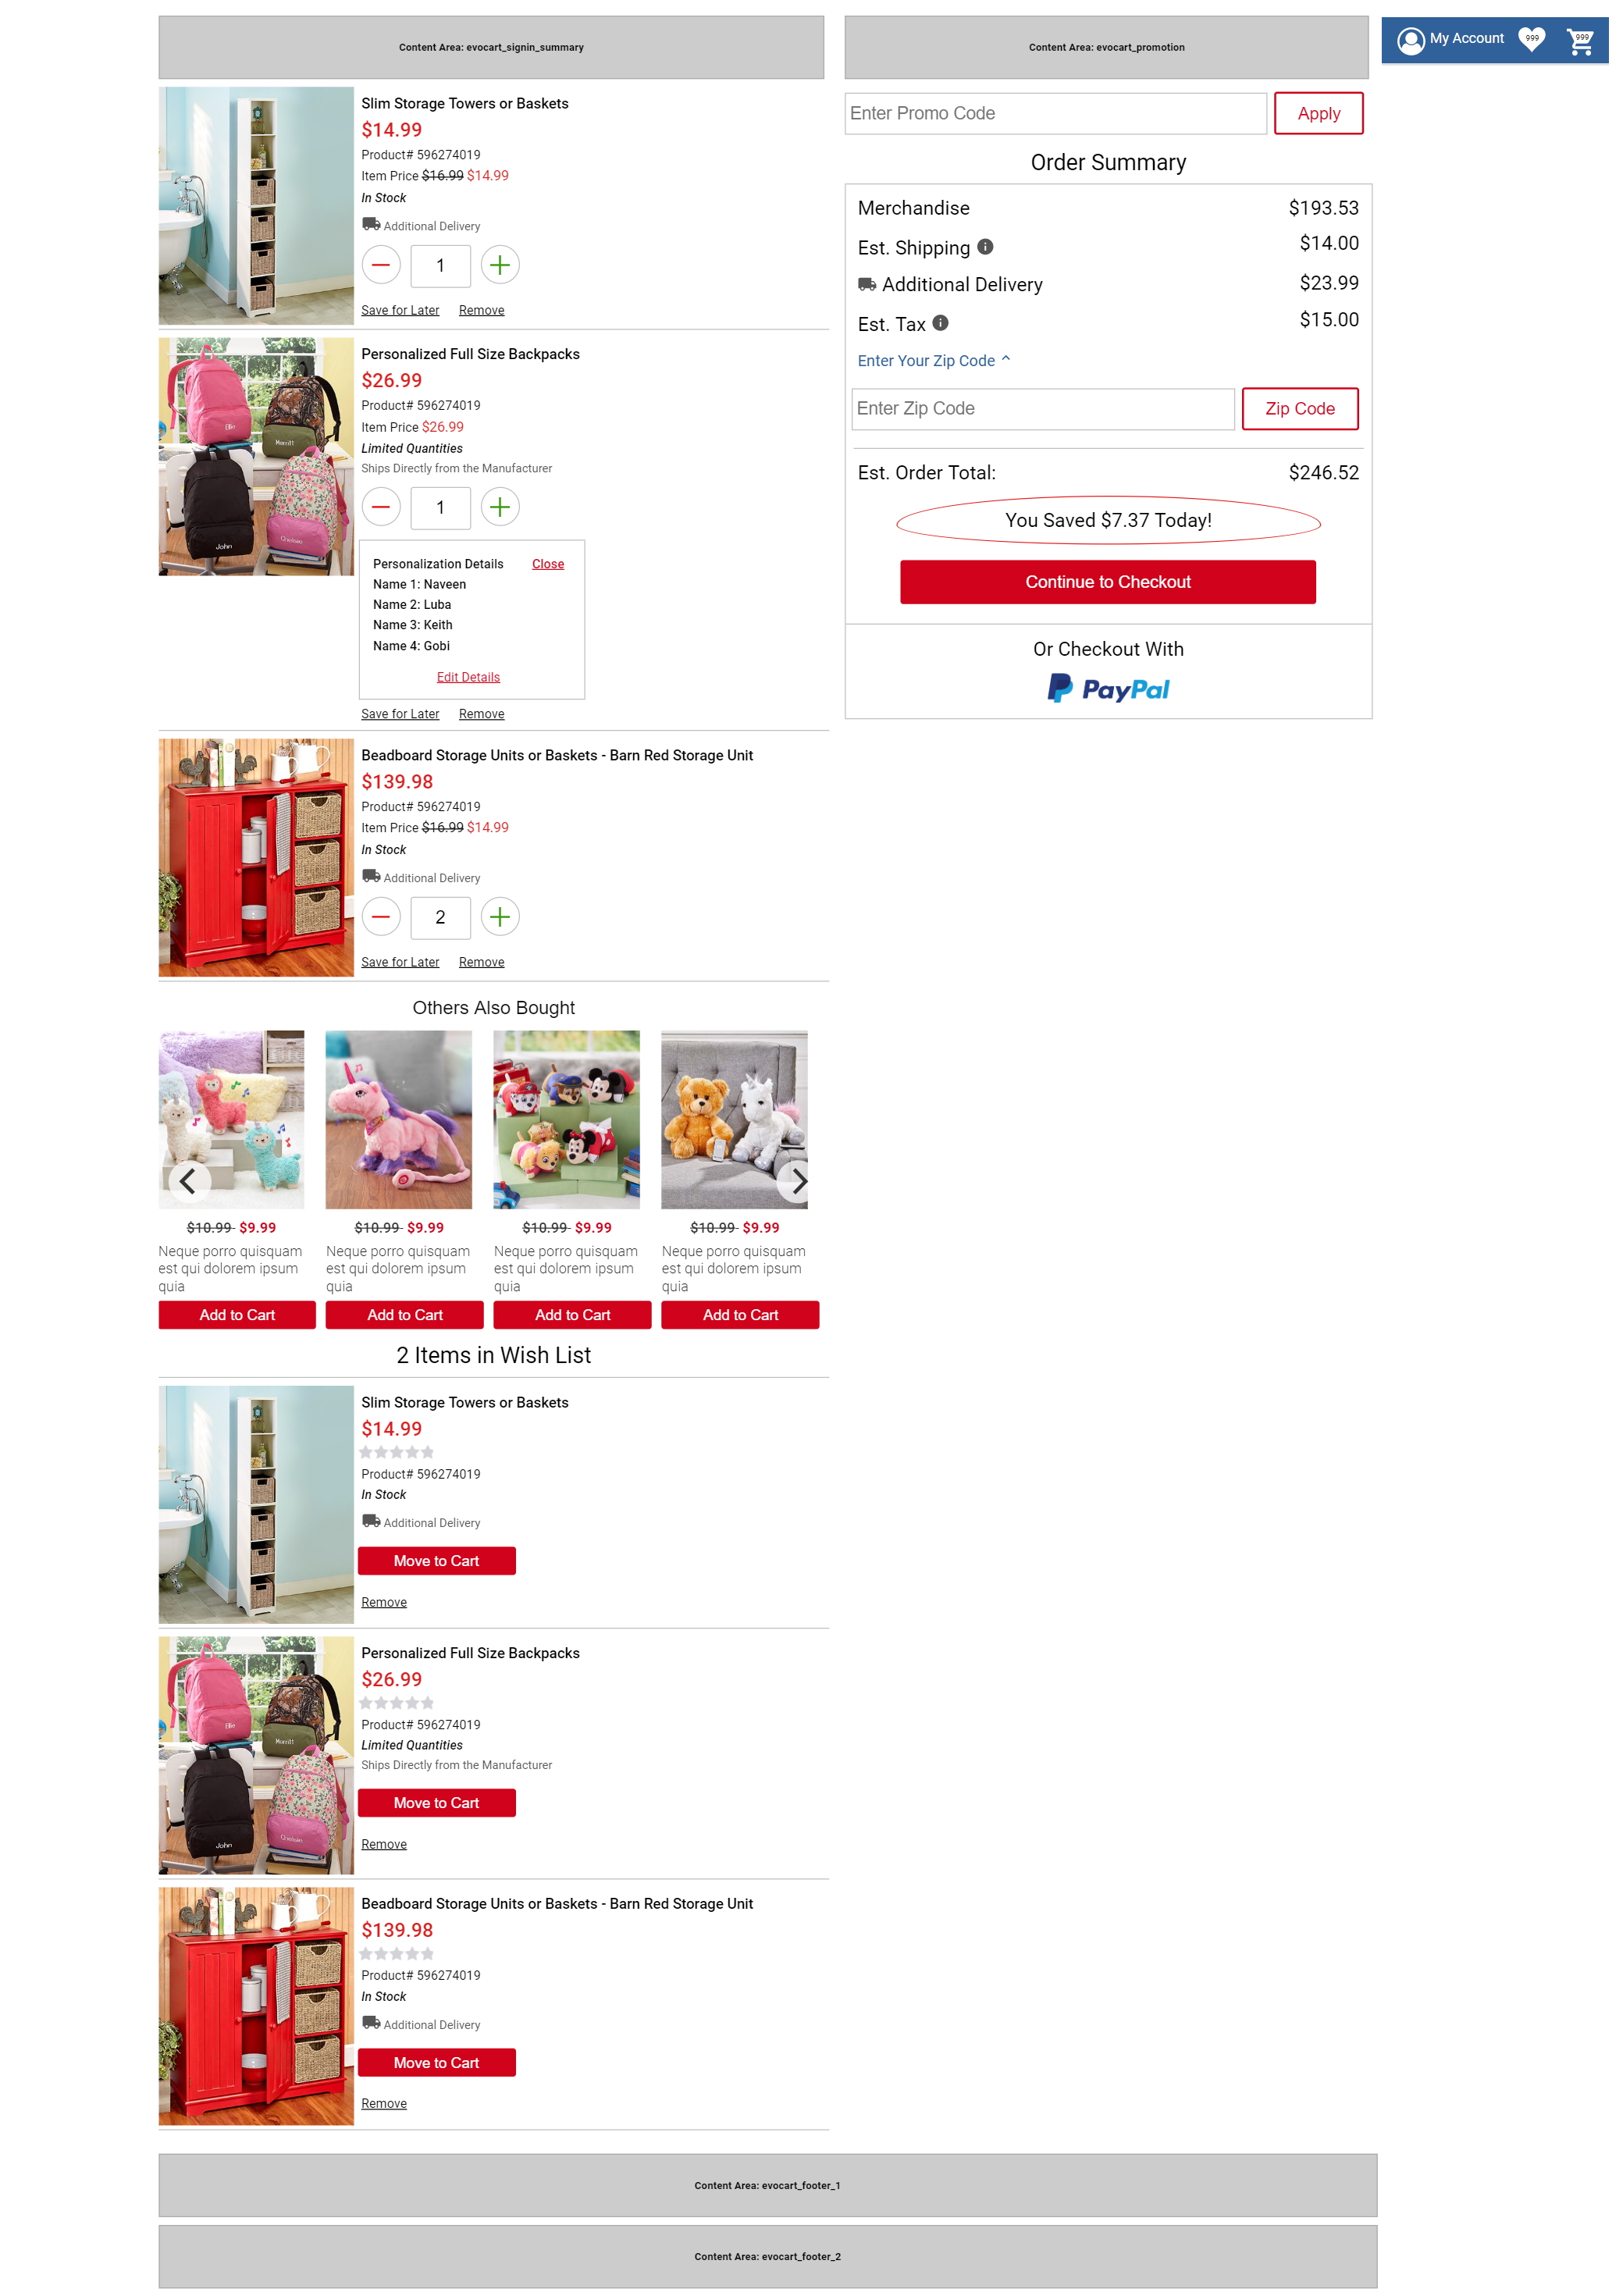 Content Area: evocart_signin_summary
Content Area: evocart_promotion
My Account
999
999
Slim Storage Towers or Baskets
$14.99
Product# 596274019
Item Price $16.99 $14.99
In Stock
Additional Delivery
1
Save for Later Remove
Personalized Full Size Backpacks
$26.99
Product# 596274019
Item Price $26.99
Limited Quantities
Ships Directly from the Manufacturer
1
Ellie
Merritt
John
Chelsea
Personalization Details Close
Name 1: Naveen
Name 2: Luba
Name 3: Keith
Name 4: Gobi
Edit Details
Save for Later Remove
Beadboard Storage Units or Baskets - Barn Red Storage Unit
$139.98
Product# 596274019
Item Price $16.99 $14.99
In Stock
Additional Delivery
2
Save for Later Remove
Enter Promo Code
Apply
Order Summary
Merchandise $193.53
Est. Shipping $14.00
Additional Delivery $23.99
Est. Tax $15.00
Enter Your Zip Code
Enter Zip Code
Zip Code
Est. Order Total: $246.52
You Saved $7.37 Today!
Continue to Checkout
Or Checkout With
PayPal
Others Also Bought
$10.99 $9.99
Neque porro quisquam
est qui dolorem ipsum
quia
Add to Cart
$10.99 $9.99
Neque porro quisquam
est qui dolorem ipsum
quia
Add to Cart
$10.99 $9.99
Neque porro quisquam
est qui dolorem ipsum
quia
Add to Cart
$10.99 $9.99
Neque porro quisquam
est qui dolorem ipsum
quia
Add to Cart
2 Items in Wish List
Slim Storage Towers or Baskets
$14.99
Product# 596274019
In Stock
Additional Delivery
Move to Cart
Remove
Personalized Full Size Backpacks
$26.99
Product# 596274019
Limited Quantities
Ships Directly from the Manufacturer
Move to Cart
Remove
Ellie
Merritt
John
Chelsea
Beadboard Storage Units or Baskets - Barn Red Storage Unit
$139.98
Product# 596274019
In Stock
Additional Delivery
Move to Cart
Remove
Content Area: evocart_footer_1
Content Area: evocart_footer_2